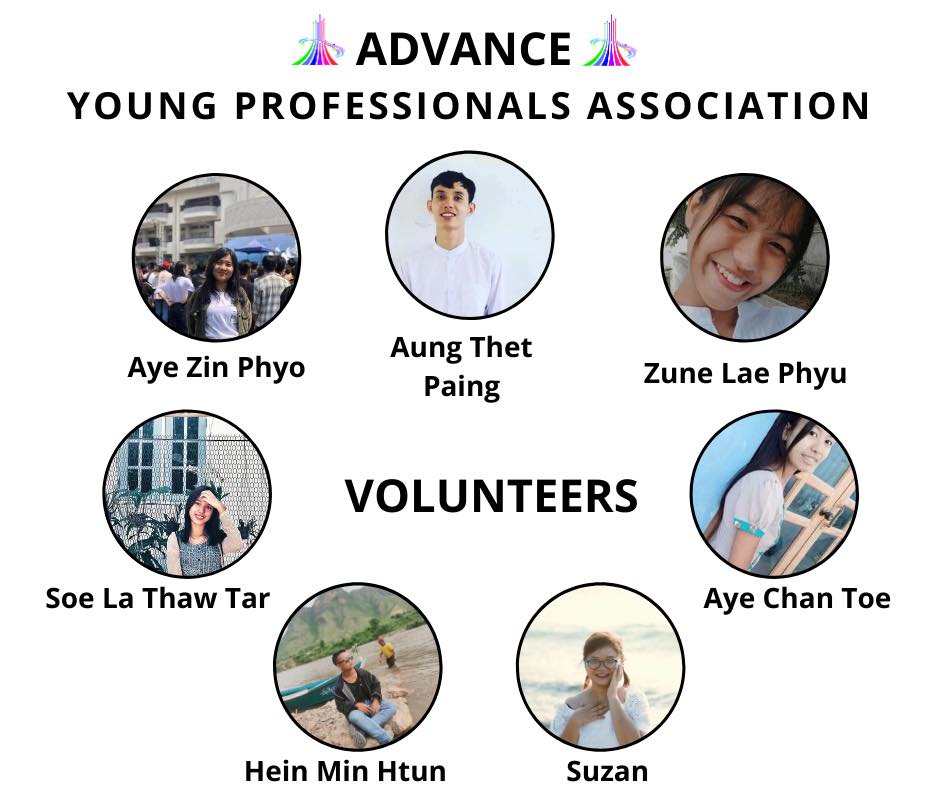 ADVANCE
YOUNG PROFESSIONALS ASSOCIATION
Aye Zin Phyo
Aung Thet
Paing
Zune Lae Phyu
Soe La Thaw Tar
VOLUNTEERS
Aye Chan Toe
Hein Min Htun
Suzan